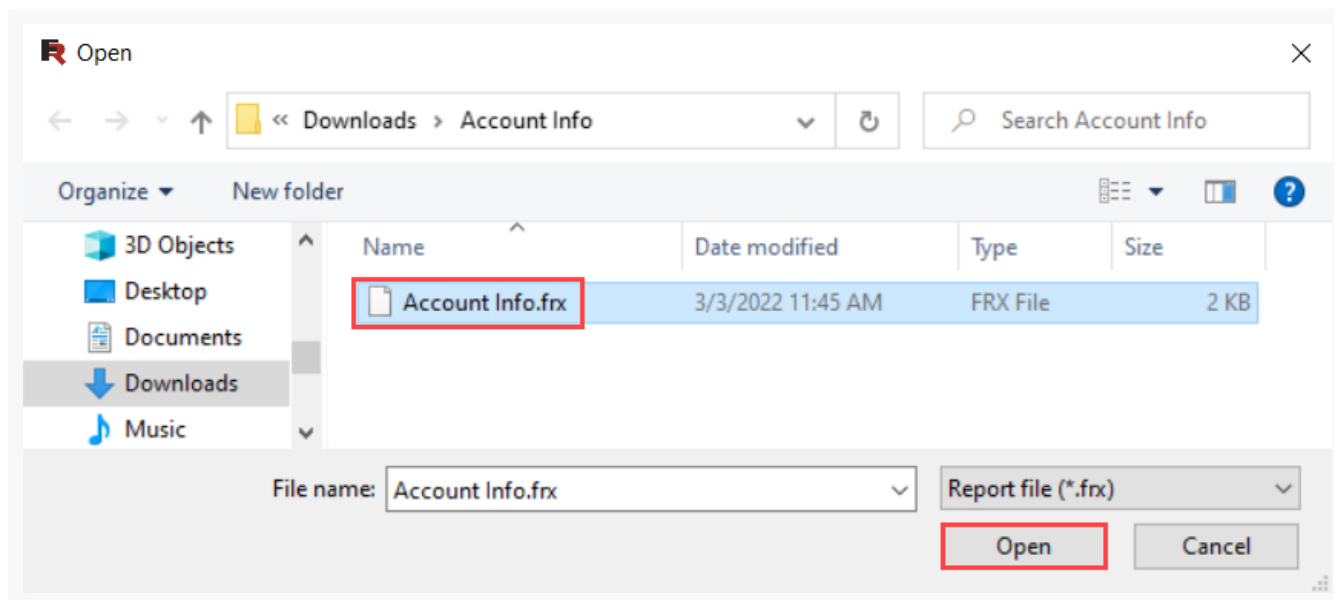 Open
« Downloads › Account Info
Search Account Info
Organize
New folder
3D Objects
Desktop
Documents
Downloads
Music
Name
Date modified
Type
Size
Account Info.frx
3/3/2022 11:45 AM
FRX File
2 KB
File name:
Account Info.frx
Report file (*.frx)
Open
Cancel